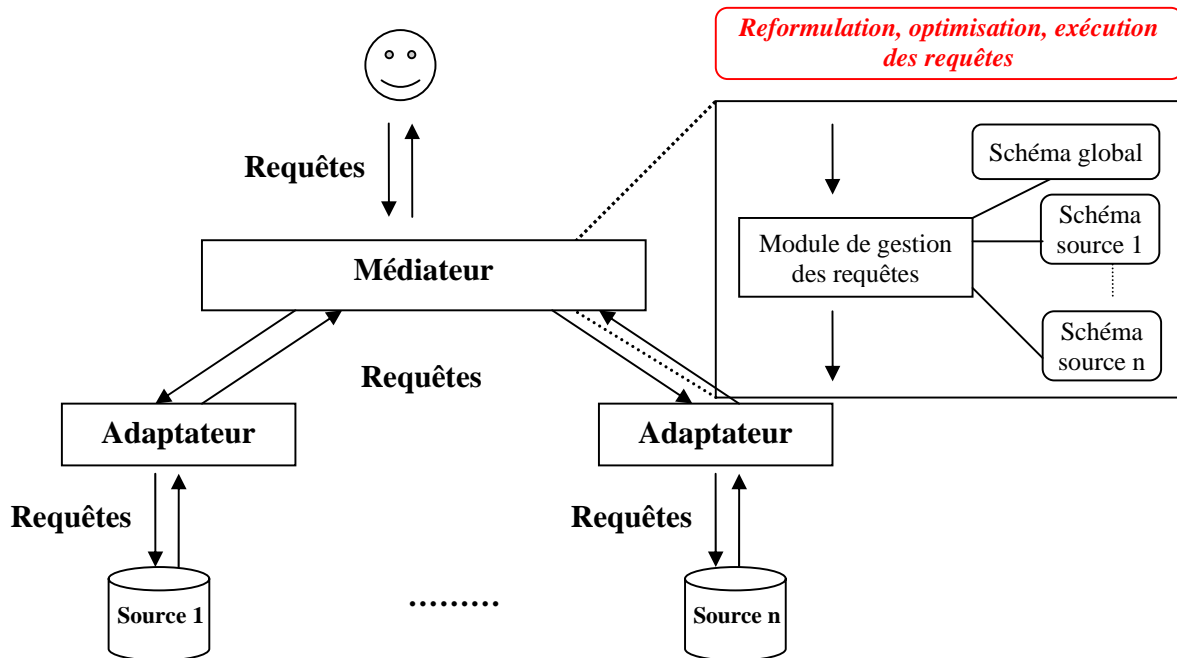 Reformulation, optimisation, exécution
des requêtes
Requêtes
Schéma global
Schéma
source 1
Module de gestion
des requêtes
Médiateur
Schéma
source n
Requêtes
Adaptateur
Adaptateur
Requêtes
Requêtes
Source 1
.........
Source n